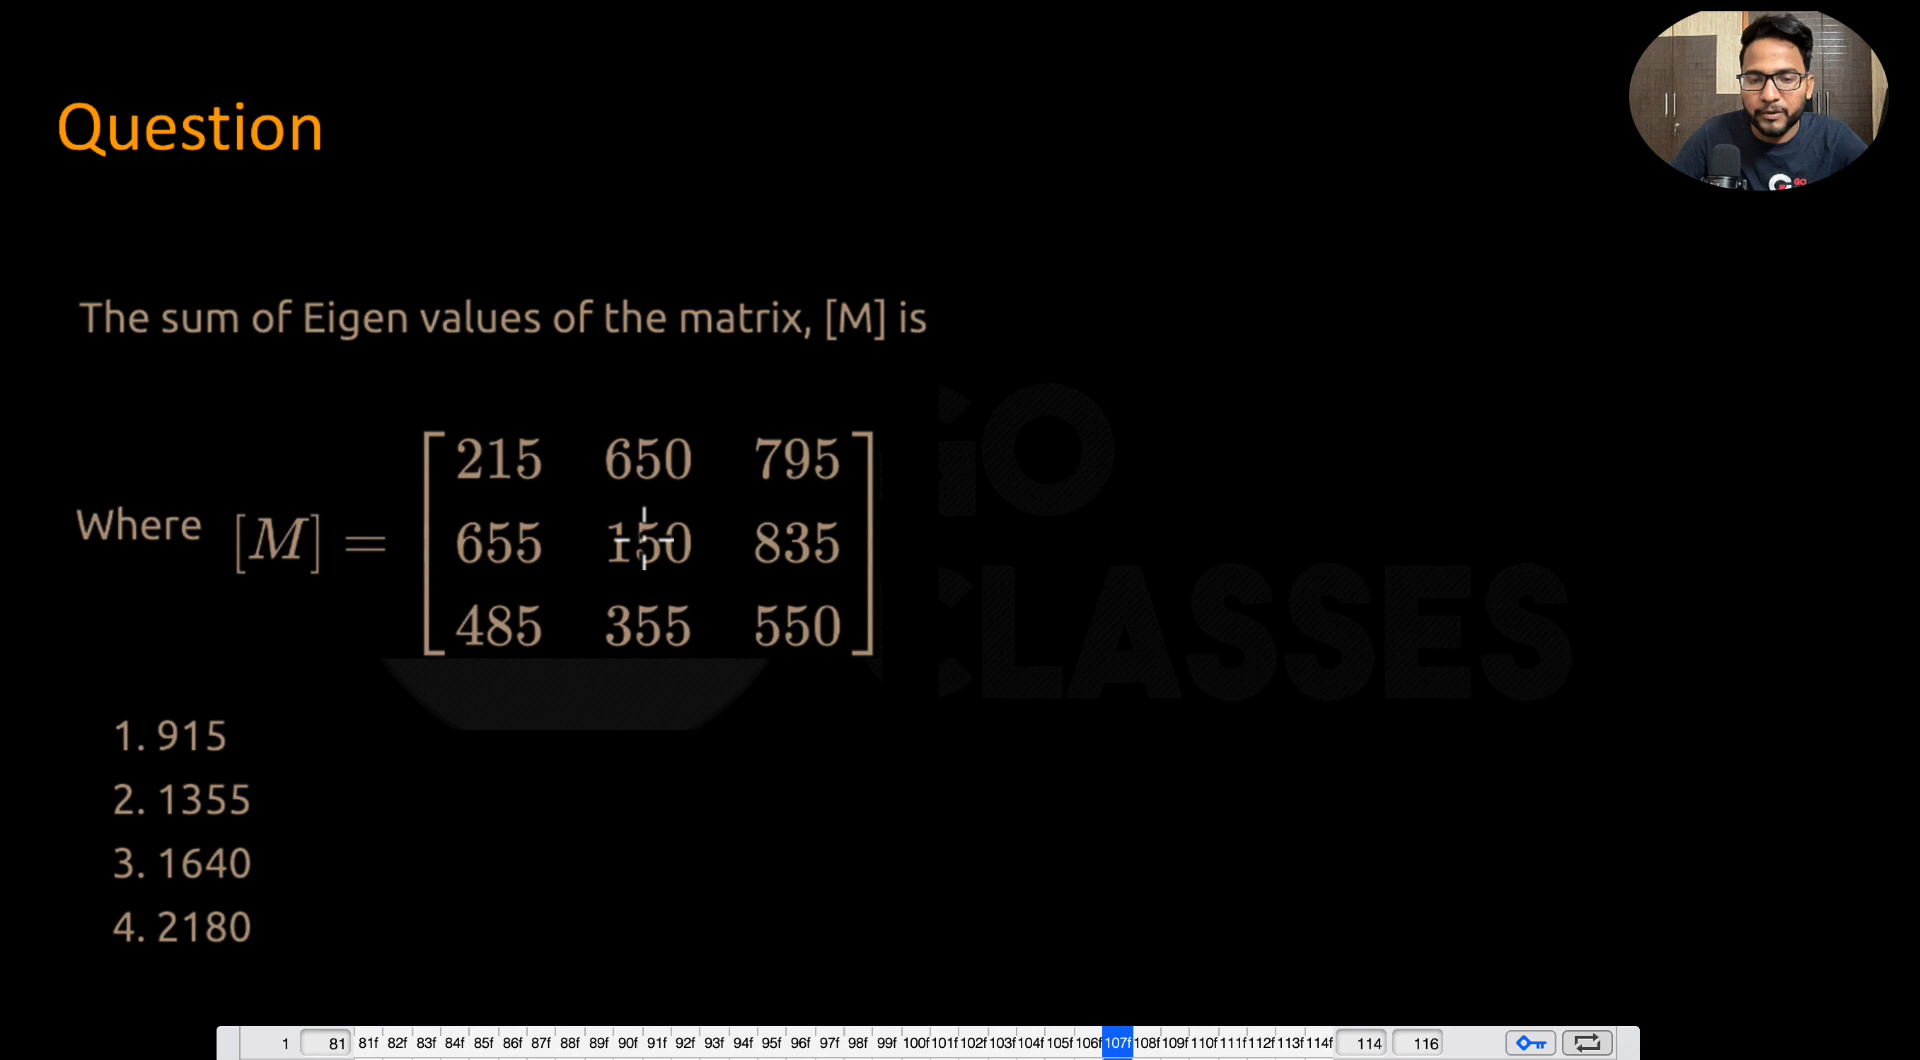 Question
The sum of Eigen values of the matrix, [M] is
Where [M] =
215 650 795
655 150 835
485 355 550
1. 915
2. 1355
3. 1640
4. 2180
GO
CLASSES
GO
1 81 81f 82f 83f 84f 85f 86f 87f 88f 89f 90f 91f 92f 93f 94f 95f 96f 97f 98f 99f 100f 101f 102f 103f 104f 105f 106f 107f 108f 109f 110f 111f 112f 113f 114f 114 116